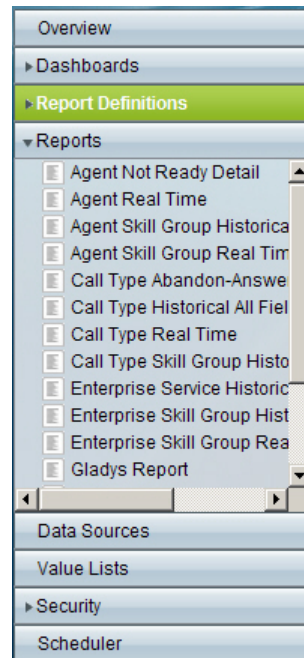 Overview
Dashboards
Report Definitions
Reports
Agent Not Ready Detail
Agent Real Time
Agent Skill Group Historica
Agent Skill Group Real Tim
Call Type Abandon-Answe
Call Type Historical All Fiel
Call Type Real Time
Call Type Skill Group Histo
Enterprise Service Historic
Enterprise Skill Group Hist
Enterprise Skill Group Rea
Gladys Report
Data Sources
Value Lists
Security
Scheduler